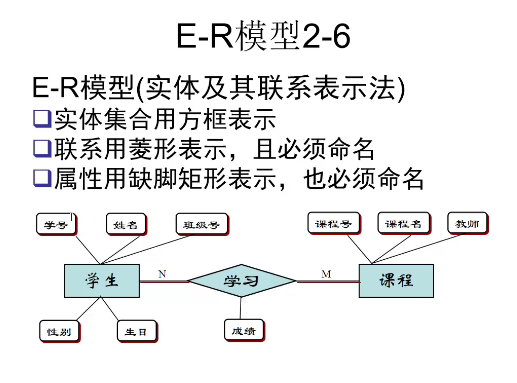 E-R模型2-6
E-R模型(实体及其联系表示法)
实体集合用方框表示
联系用菱形表示，且必须命名
属性用缺脚矩形表示，也必须命名
学号 姓名 班级号 课程号 课程名 教师
学生 N 学习 M 课程
性别 生日 成绩